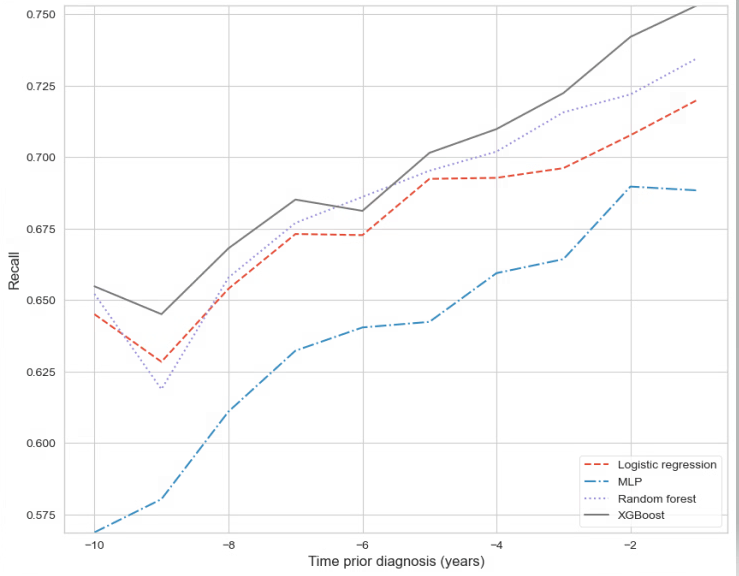 0.750
0.725
0.700
0.675
0.650
0.625
0.600
0.575
Recall
−10
−8
−6
−4
−2
Time prior diagnosis (years)
Logistic regression
MLP
Random forest
XGBoost